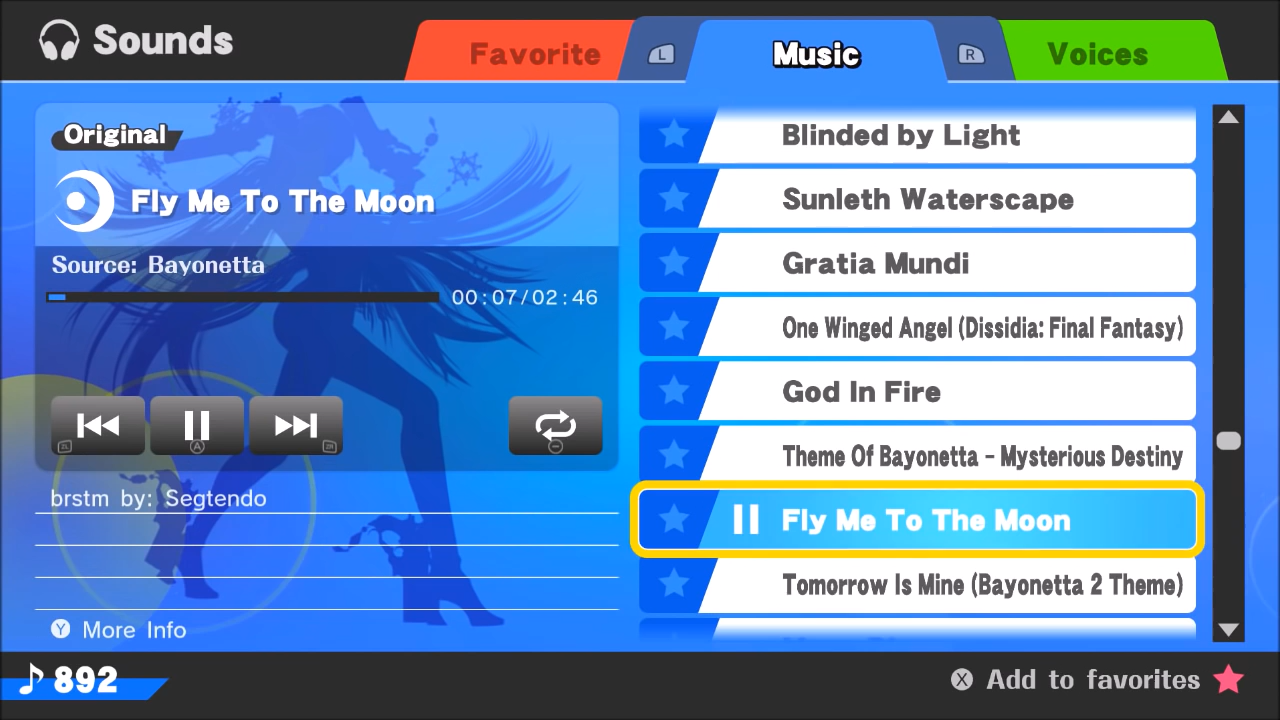 Sounds
Favorite
L
Music
R
Voices
Original
Fly Me To The Moon
Source: Bayonetta
00:07/02:46
ZL
A
ZR
brstm by: Segtendo
Y More Info
Blinded by Light
Sunleth Waterscape
Gratia Mundi
One Winged Angel (Dissidia: Final Fantasy)
God In Fire
Theme Of Bayonetta - Mysterious Destiny
Fly Me To The Moon
Tomorrow Is Mine (Bayonetta 2 Theme)
892
X Add to favorites